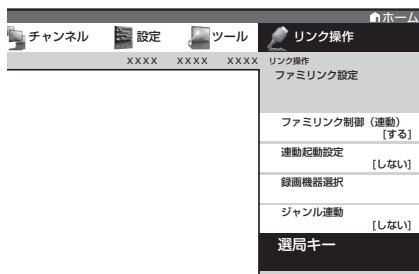 ホーム
チャンネル 設定 ツール リンク操作
xxxx xxxx xxxx リンク操作
ファミリンク設定
ファミリンク制御（連動）
[する]
連動起動設定
[しない]
録画機器選択
ジャンル連動
[しない]
選局キー